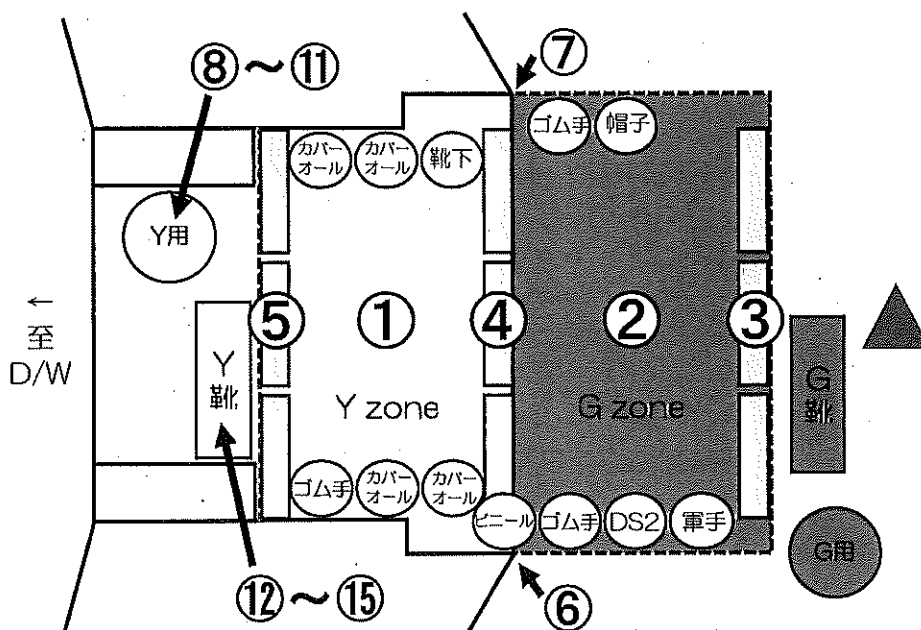 ⑧～⑪
⑦
ゴム手
帽子
カバー
オール
カバー
オール
靴下
Y用
←
至
D/W
⑤
①
④
②
③
Y
靴
Y zone
G zone
G
靴
ゴム手
カバー
オール
カバー
オール
ビニール
ゴム手
DS2
軍手
G用
⑫～⑮
⑥